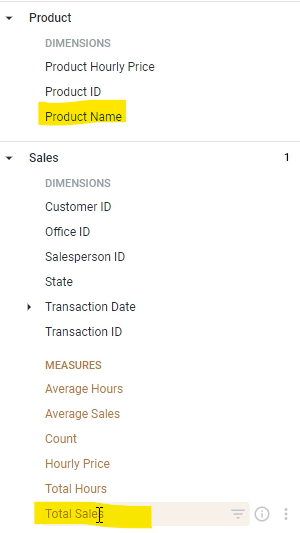 Product
DIMENSIONS
Product Hourly Price
Product ID
Product Name
Sales 1
DIMENSIONS
Customer ID
Office ID
Salesperson ID
State
Transaction Date
Transaction ID
MEASURES
Average Hours
Average Sales
Count
Hourly Price
Total Hours
Total Sales